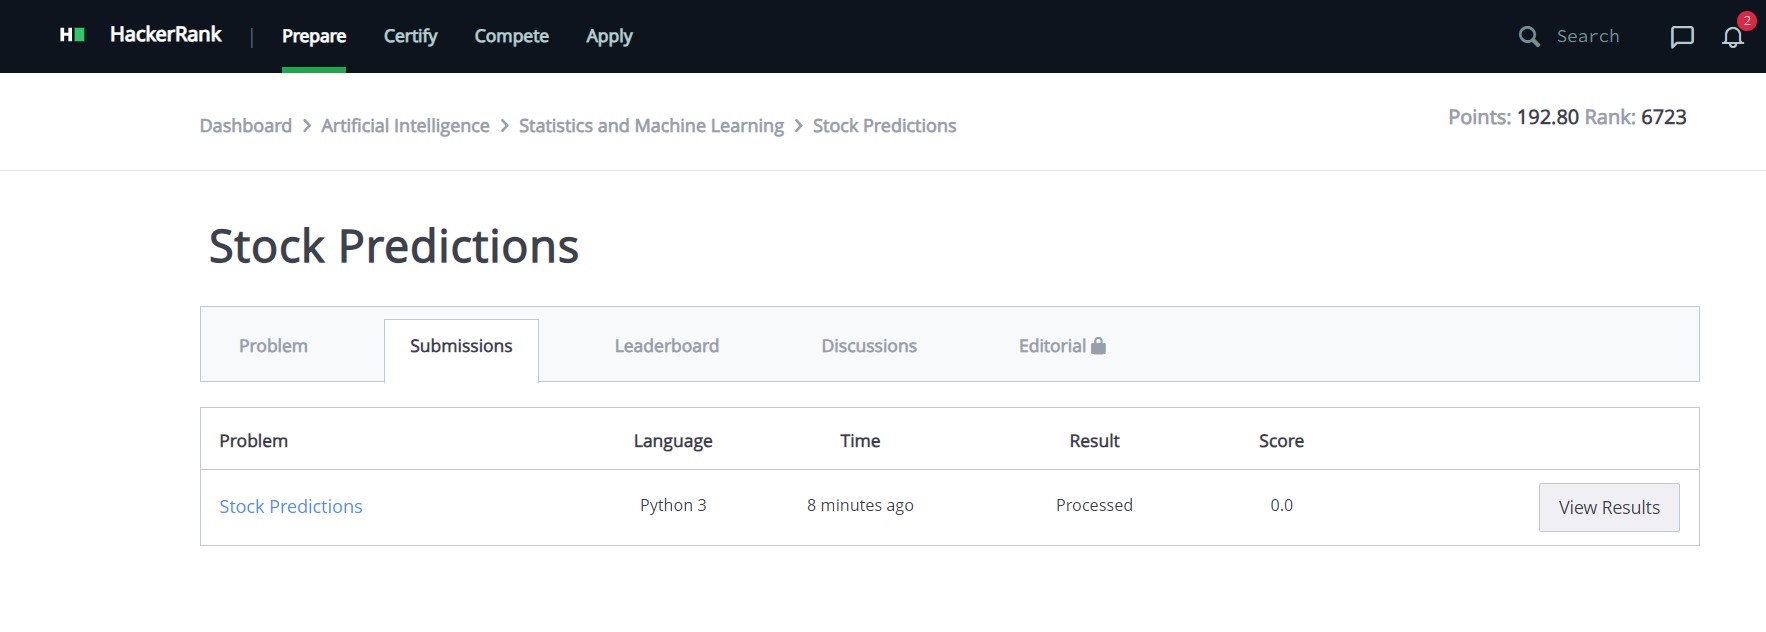 H HackerRank | Prepare Certify Compete Apply Search 2
Dashboard > Artificial Intelligence > Statistics and Machine Learning > Stock Predictions Points: 192.80 Rank: 6723
Stock Predictions
Problem Submissions Leaderboard Discussions Editorial
Problem Language Time Result Score
Stock Predictions Python 3 8 minutes ago Processed 0.0 View Results